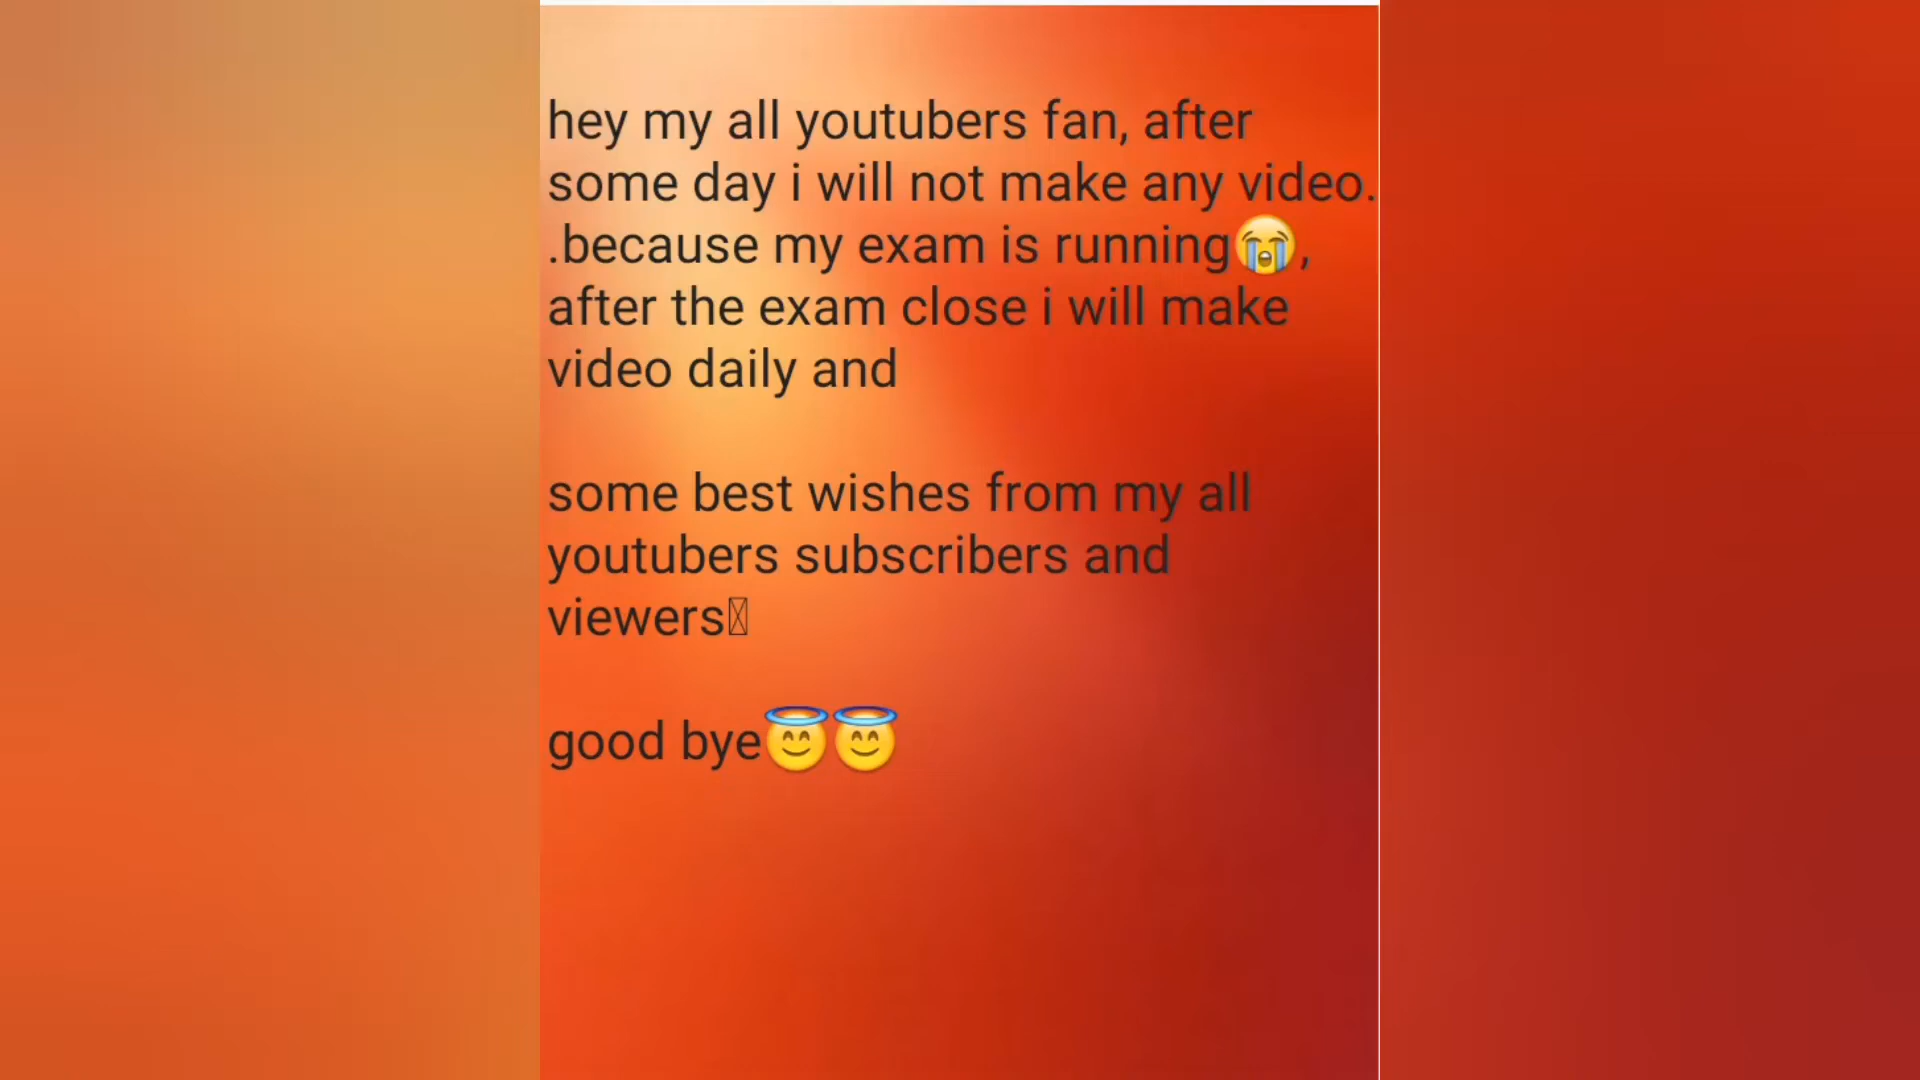 hey my all youtubers fan, after
some day i will not make any video.
.because my exam is running😭,
after the exam close i will make
video daily and
some best wishes from my all
youtubers subscribers and
viewers
good bye😇😇